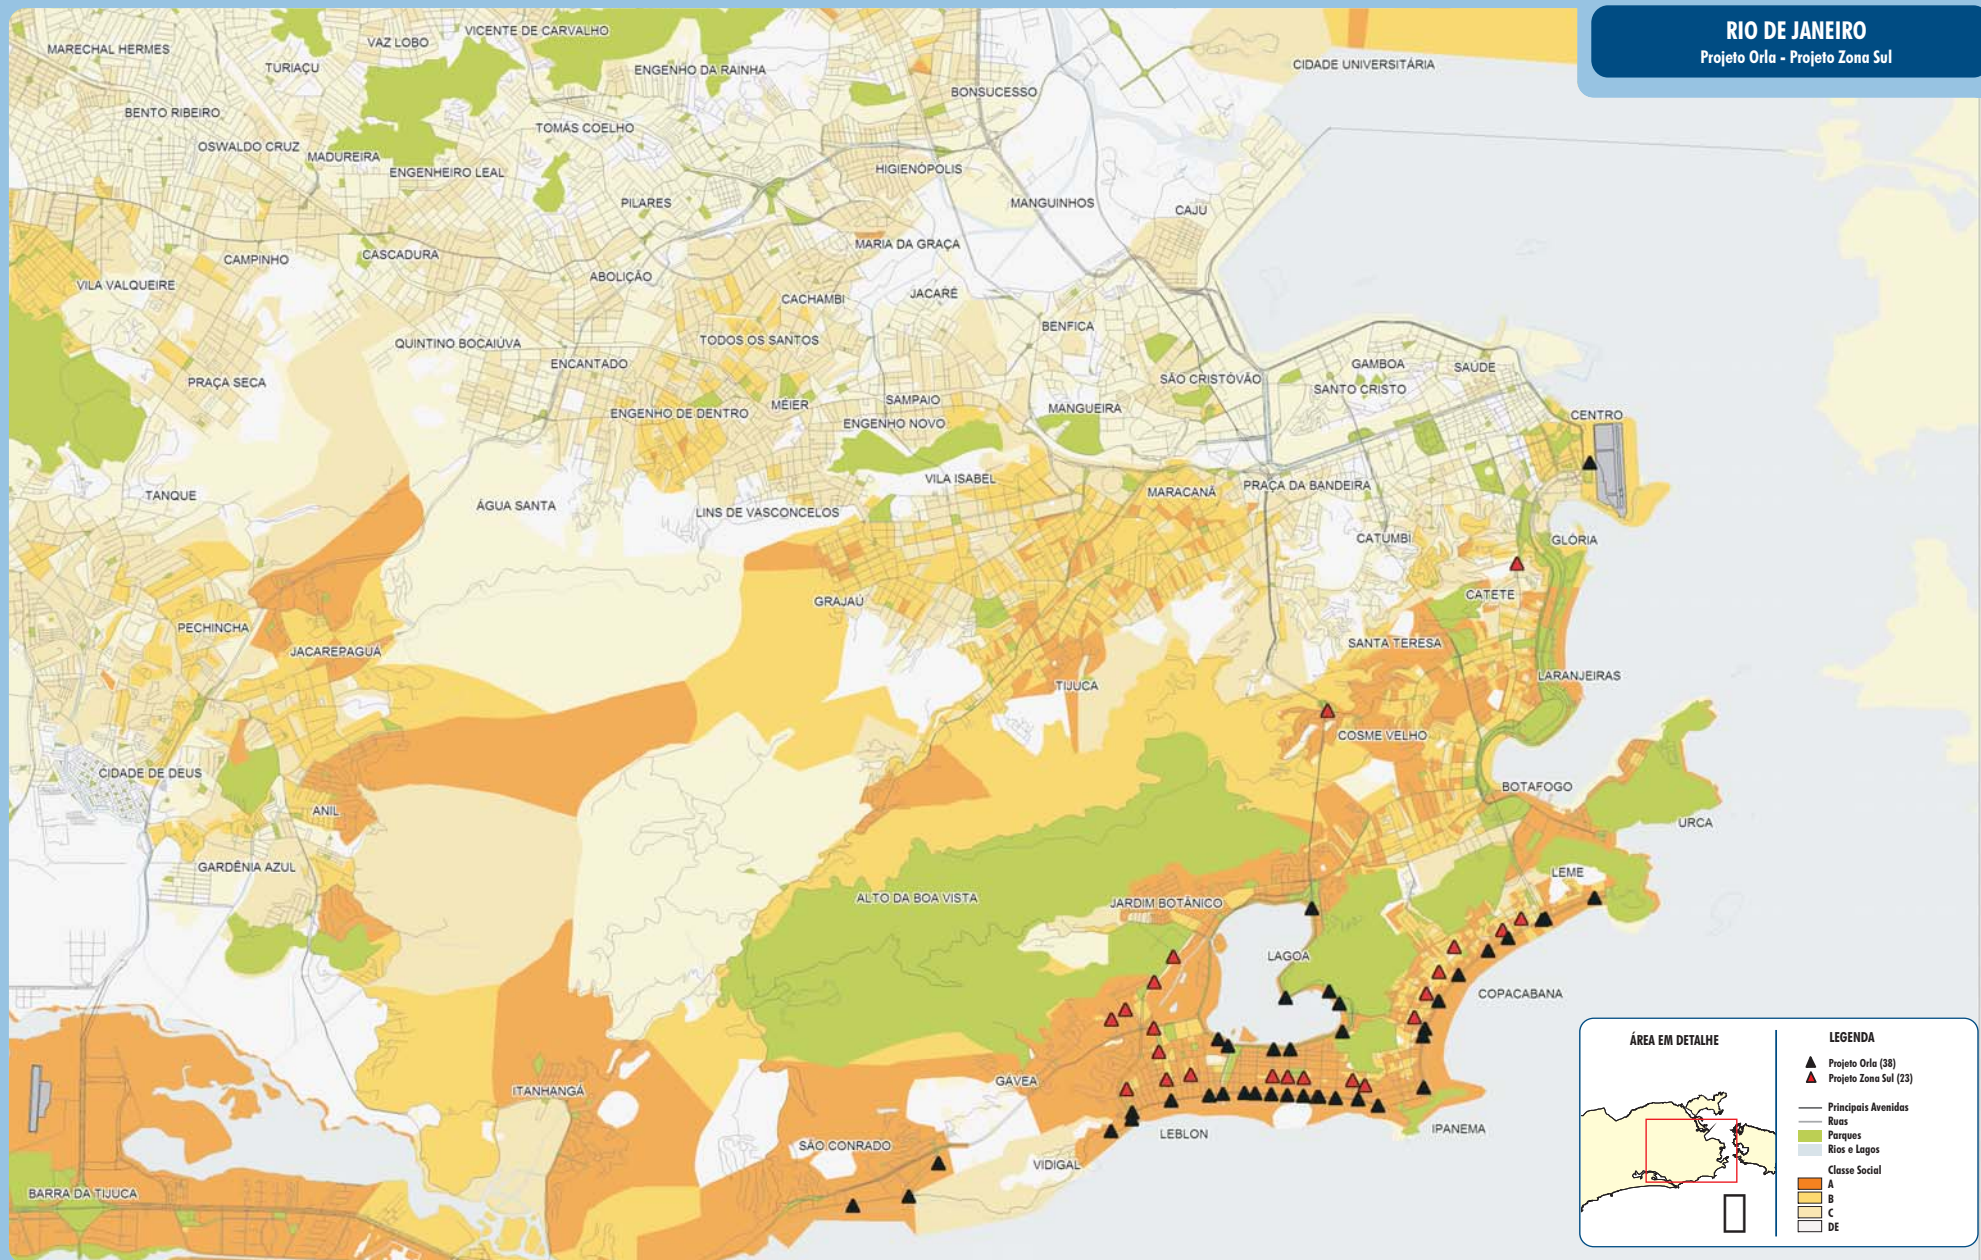 RIO DE JANEIRO
Projeto Orla - Projeto Zona Sul
MARECHAL HERMES
VAZ LOBO
VICENTE DE CARVALHO
TURIAÇU
ENGENHO DA RAINHA
CIDADE UNIVERSITÁRIA
BONSUCESSO
BENTO RIBEIRO
TOMÁS COELHO
OSWALDO CRUZ
MADUREIRA
ENGENHEIRO LEAL
HIGIENÓPOLIS
PILARES
MANGUINHOS
CAJU
MARIA DA GRAÇA
CAMPINHO
CASCADURA
ABOLIÇÃO
VILA VALQUEIRE
CACHAMBI
JACARÉ
BENFICA
QUINTINO BOCAIÚVA
TODOS OS SANTOS
ENCANTADO
GAMBOA
SAÚDE
PRAÇA SECA
SÃO CRISTÓVÃO
SANTO CRISTO
ENGENHO DE DENTRO
MÉIER
SAMPAIO
MANGUEIRA
CENTRO
ENGENHO NOVO
VILA ISABEL
MARACANÃ
PRAÇA DA BANDEIRA
TANQUE
ÁGUA SANTA
LINS DE VASCONCELOS
CATUMBI
GLÓRIA
GRAJAÚ
CATETE
PECHINCHA
JACAREPAGUÁ
SANTA TERESA
TIJUCA
LARANJEIRAS
COSME VELHO
CIDADE DE DEUS
BOTAFOGO
ANIL
URCA
GARDÊNIA AZUL
LEME
ALTO DA BOA VISTA
JARDIM BOTÂNICO
LAGOA
COPACABANA
ITANHANGÁ
GÁVEA
LEBLON
IPANEMA
SÃO CONRADO
VIDIGAL
BARRA DA TIJUCA
ÁREA EM DETALHE
LEGENDA
Projeto Orla (38)
Projeto Zona Sul (23)
Principais Avenidas
Ruas
Parques
Rios e Lagos
Classe Social
A
B
C
DE